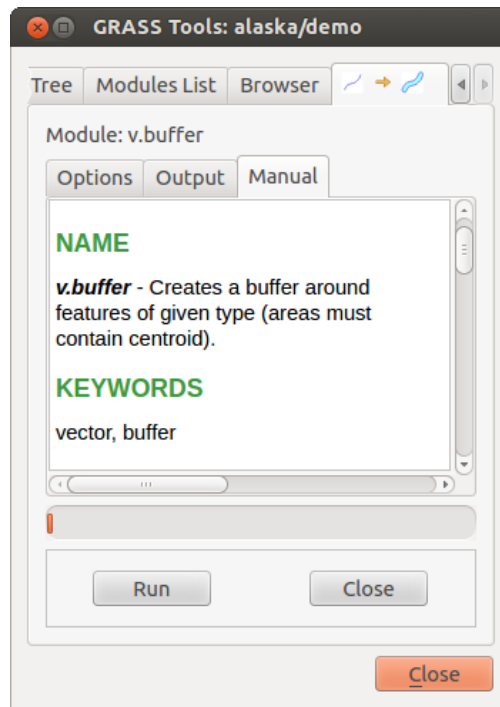 GRASS Tools: alaska/demo
Tree Modules List Browser
Module: v.buffer
Options Output Manual
NAME
v.buffer - Creates a buffer around
features of given type (areas must
contain centroid).
KEYWORDS
vector, buffer
Run Close
Close